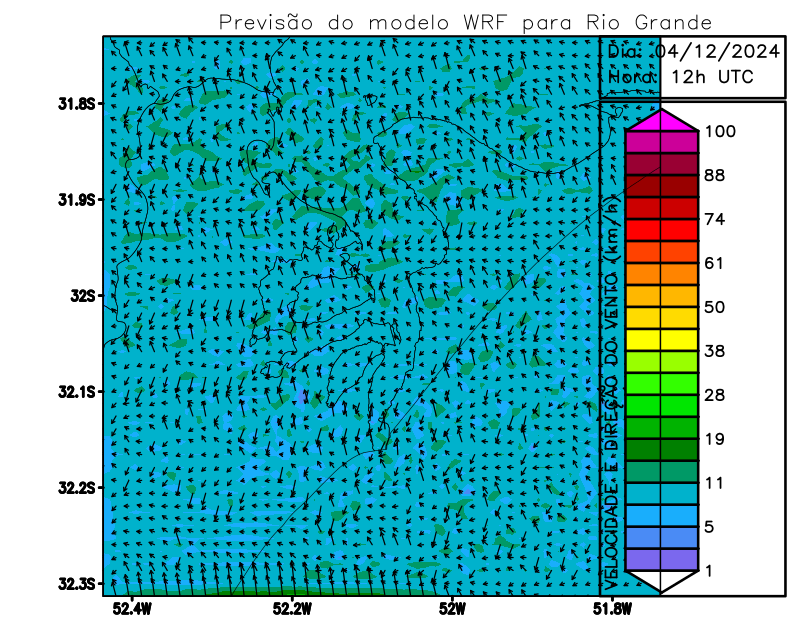 Previsão do modelo WRF para Rio Grande
Dia: 04/12/2024
Hora: 12h UTC
31.8S
31.9S
32S
32.1S
32.2S
32.3S
52.4W
52.2W
52W
51.8W
VELOCIDADE E DIREÇÃO DO VENTO (km/h)
100
88
74
61
50
38
28
19
11
5
1